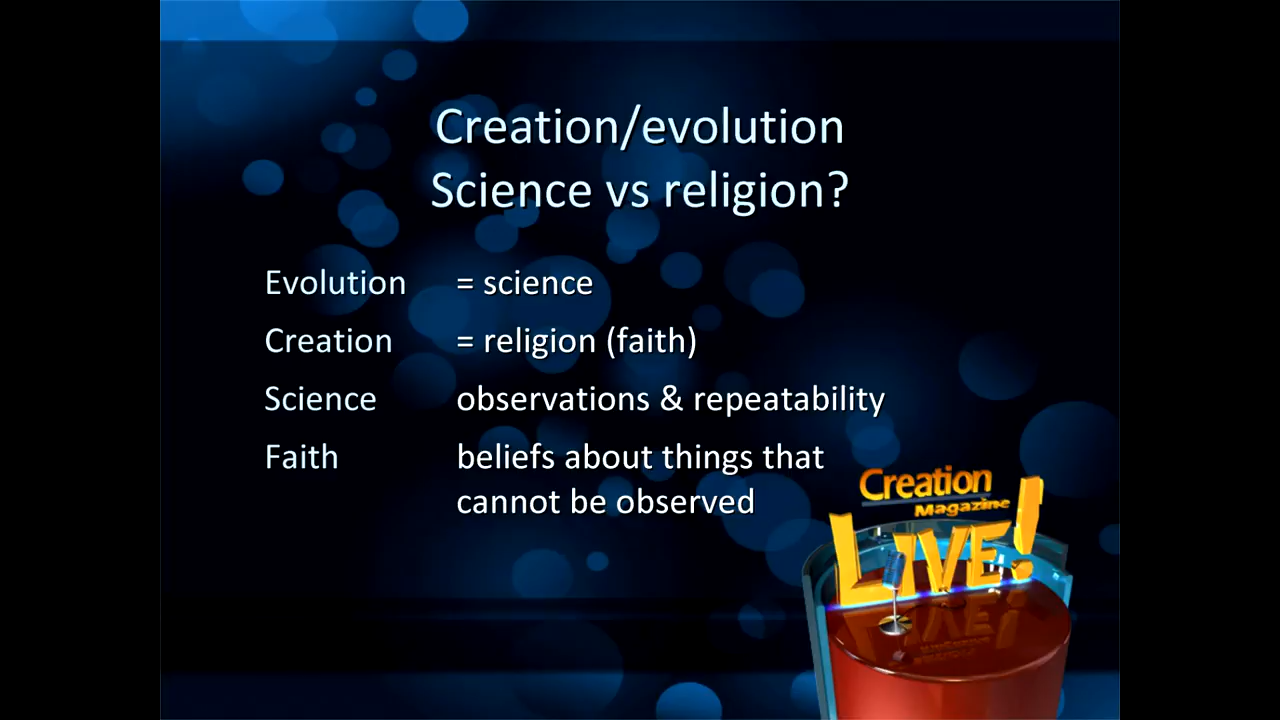 Creation/evolution
Science vs religion?
Evolution = science
Creation = religion (faith)
Science observations & repeatability
Faith beliefs about things that
cannot be observed
Creation
Magazine
LIVE!